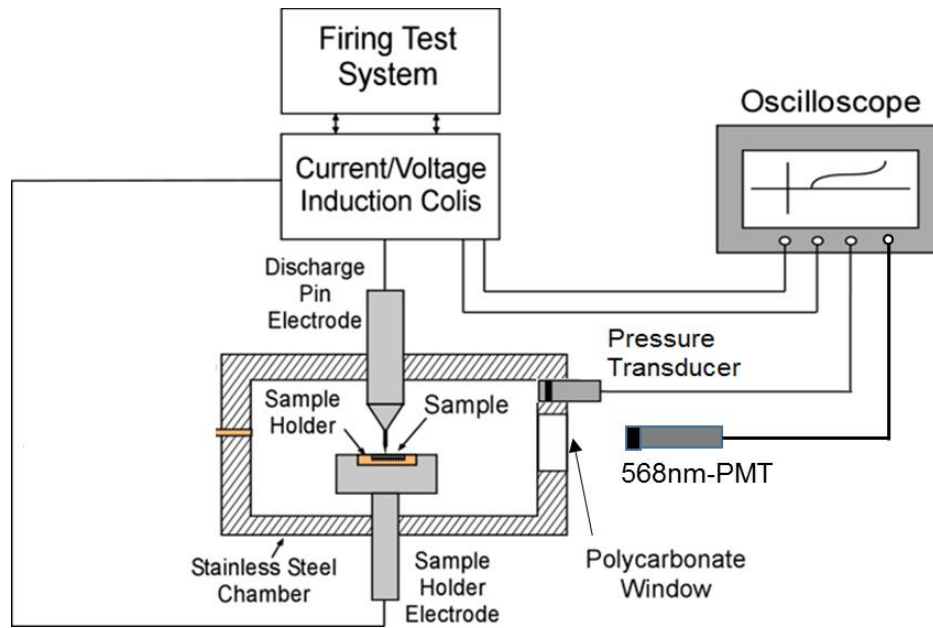 Firing Test
System
Oscilloscope
Current/Voltage
Induction Colis
Discharge
Pin
Electrode
Pressure
Transducer
Sample
Holder
Sample
568nm-PMT
Stainless Steel
Chamber
Sample
Holder
Electrode
Polycarbonate
Window